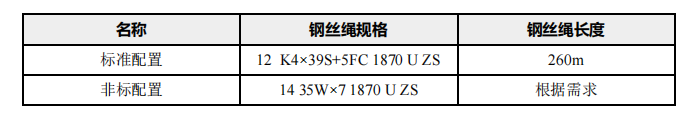 名称 钢丝绳规格 钢丝绳长度
标准配置 12 K4×39S+5FC 1870 U ZS 260m
非标配置 14 35W×7 1870 U ZS 根据需求